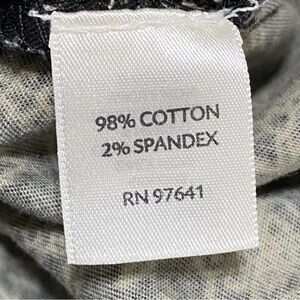 98% COTTON
2% SPANDEX
RN 97641